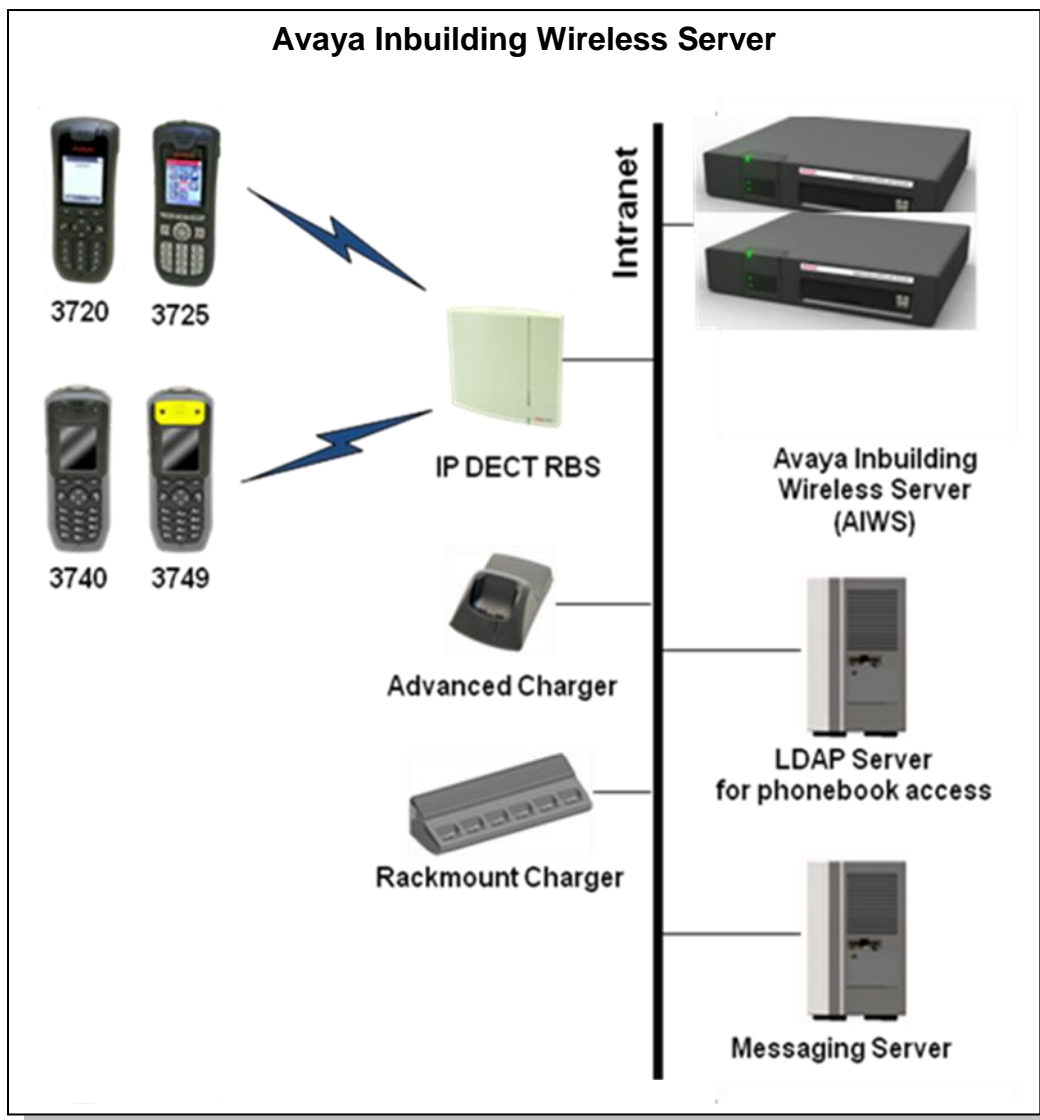 Avaya Inbuilding Wireless Server
3720
3725
Intranet
IP DECT RBS
Avaya Inbuilding
Wireless Server
(AIWS)
3740
3749
Advanced Charger
LDAP Server
for phonebook access
Rackmount Charger
Messaging Server